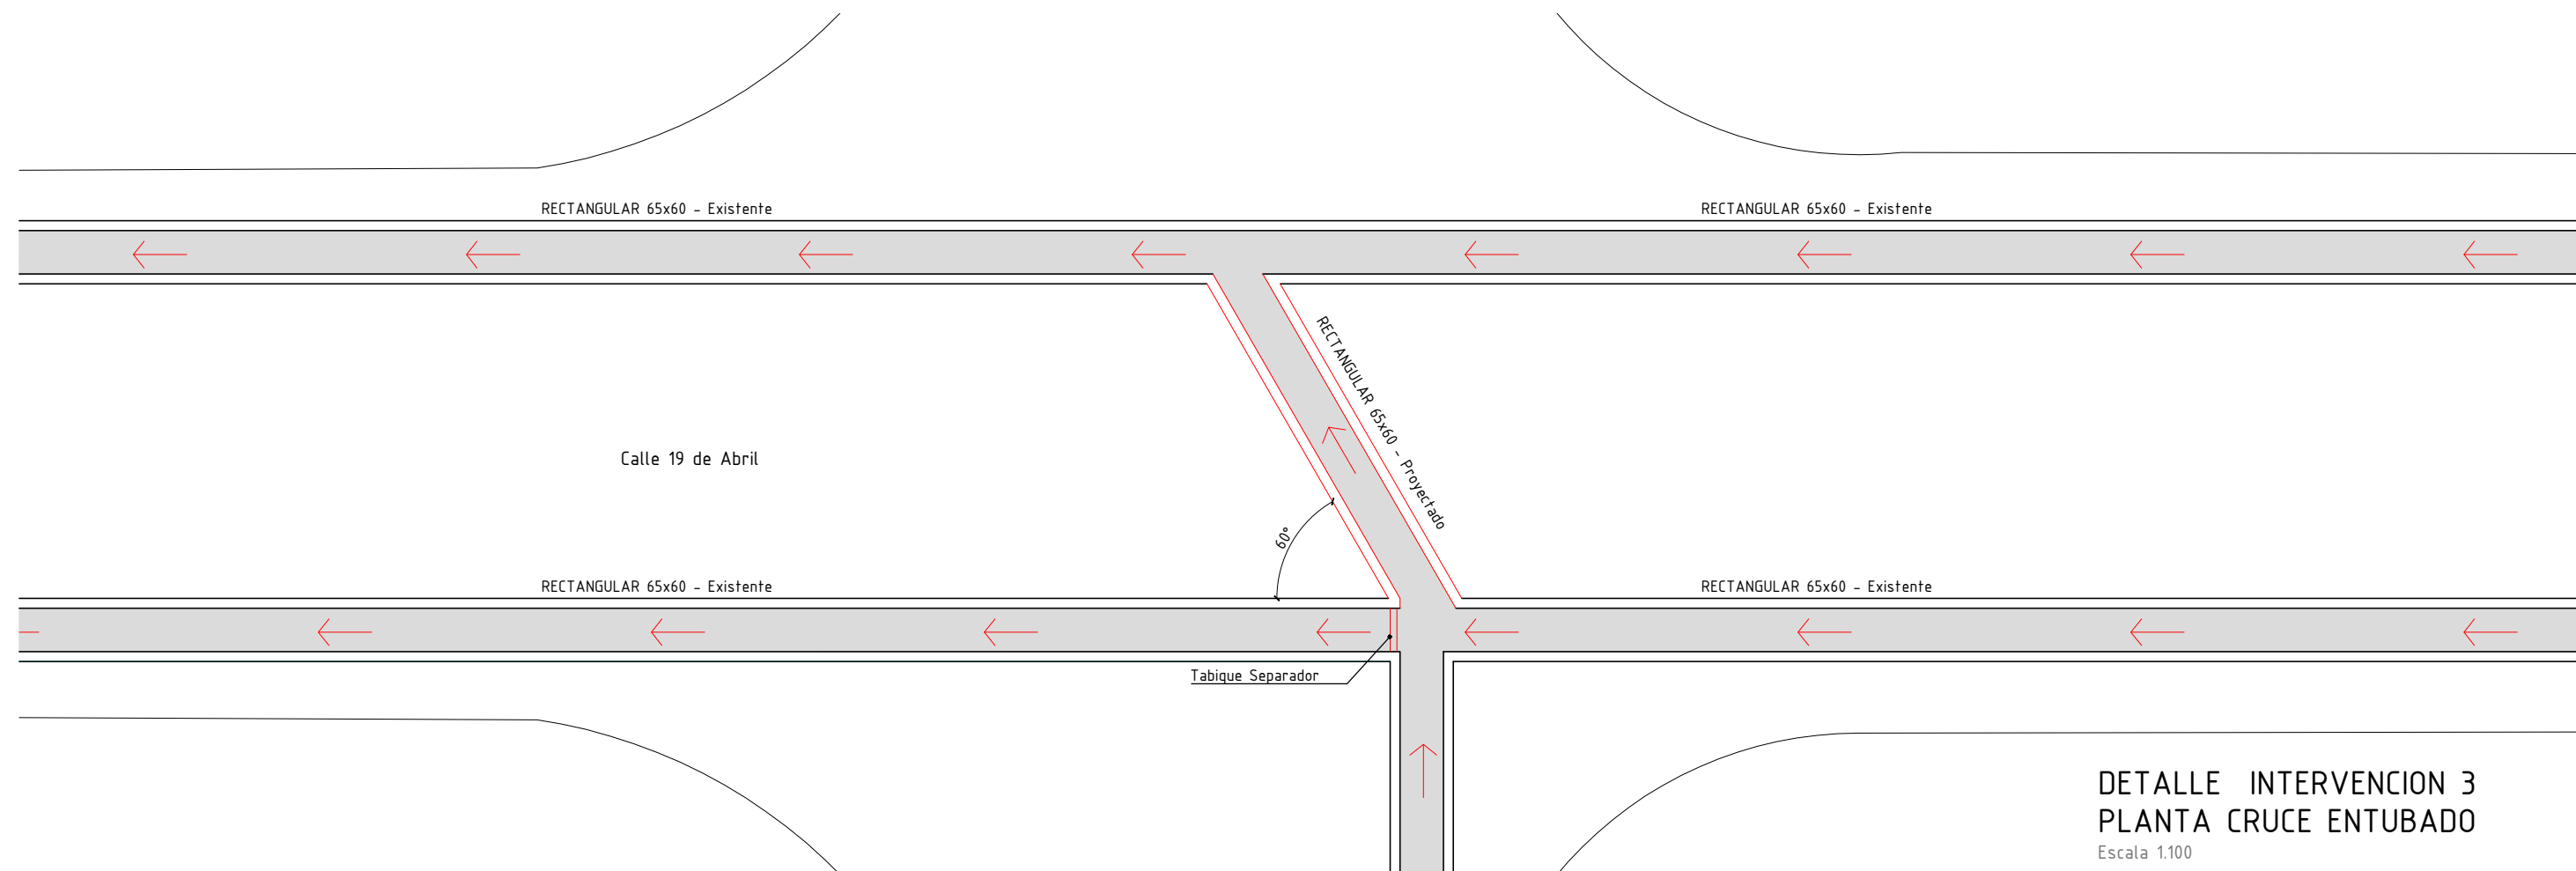 RECTANGULAR 65x60 - Existente
RECTANGULAR 65x60 - Existente
RECTANGULAR 65x60 - Proyectado
Calle 19 de Abril
60°
RECTANGULAR 65x60 - Existente
RECTANGULAR 65x60 - Existente
Tabique Separador
DETALLE INTERVENCION 3
PLANTA CRUCE ENTUBADO
Escala 1.100